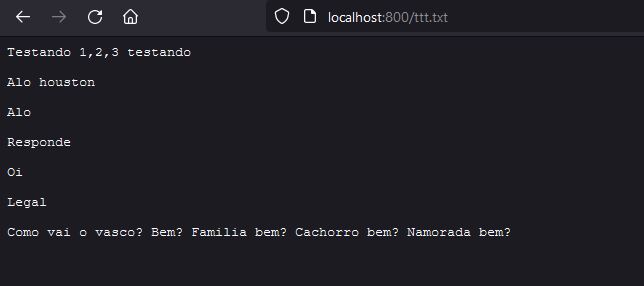 localhost:800/ttt.txt
Testando 1,2,3 testando
Alo houston
Alo
Responde
Oi
Legal
Como vai o vasco? Bem? Familia bem? Cachorro bem? Namorada bem?